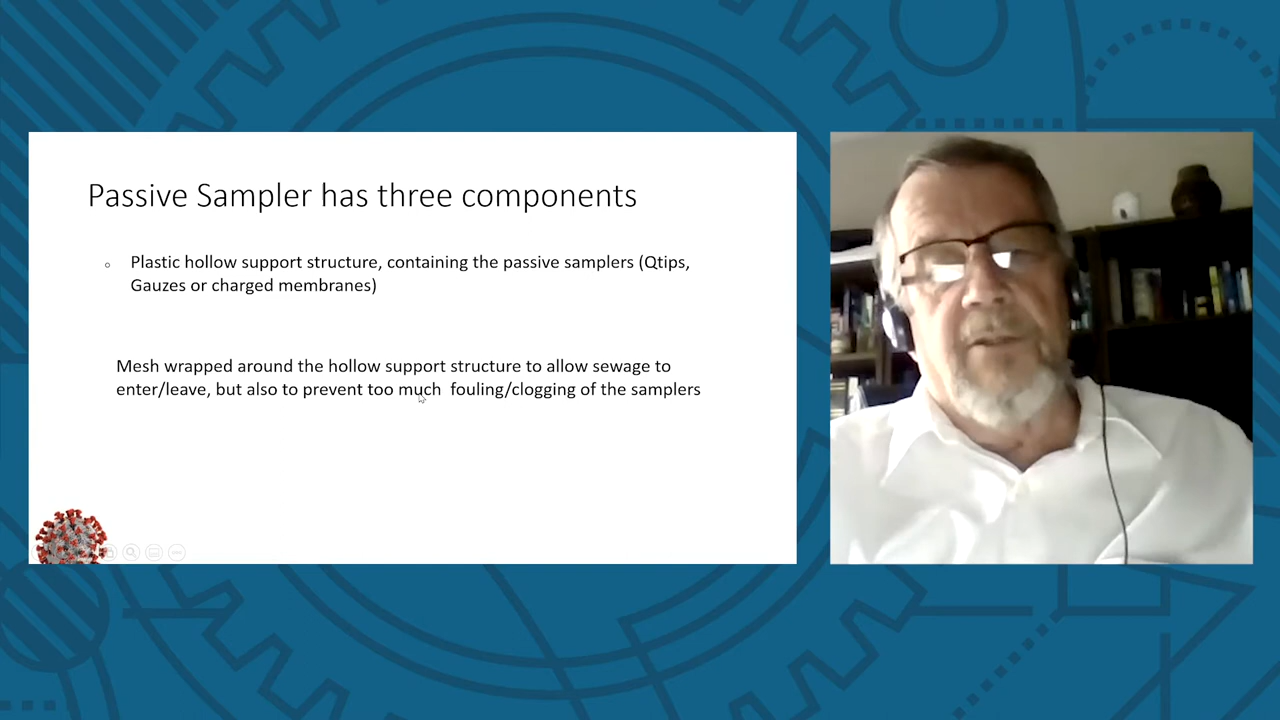 Passive Sampler has three components
Plastic hollow support structure, containing the passive samplers (Qtips,
Gauzes or charged membranes)
Mesh wrapped around the hollow support structure to allow sewage to
enter/leave, but also to prevent too much fouling/clogging of the samplers